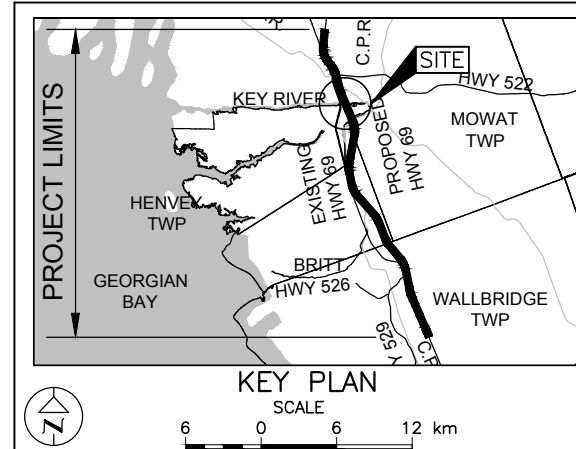 PROJECT LIMITS
C.P.R.
SITE
HWY 522
KEY RIVER
MOWAT
TWP
EXISTING
HWY 69
PROPOSED
HWY 69
HENVEY
TWP
GEORGIAN
BAY
BRITT
HWY 526
WALLBRIDGE
TWP
Y 529
C.P
KEY PLAN
SCALE
6 0 6 12 km
N